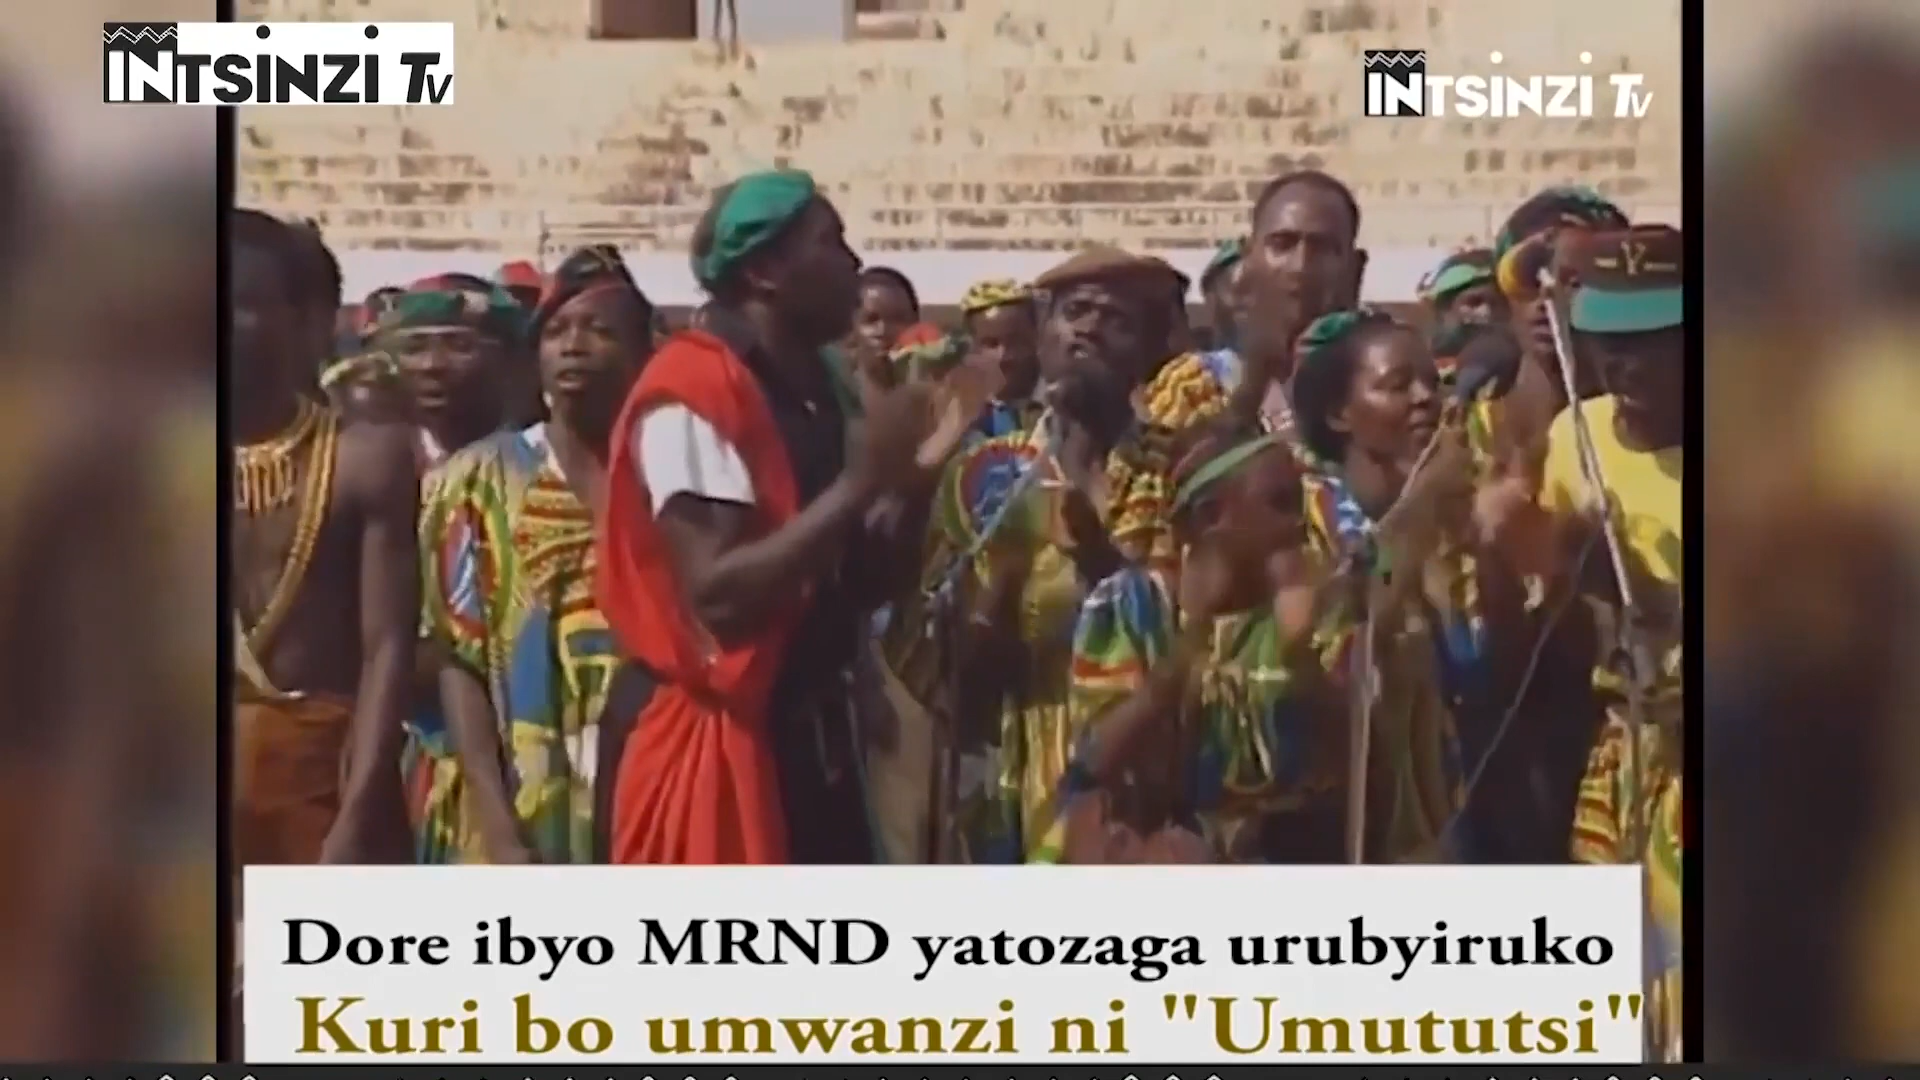 INTSINZI TV
INTSINZI TV
Dore ibyo MRND yatozaga urubyiruko
Kuri bo umwanzi ni "Umututsi"